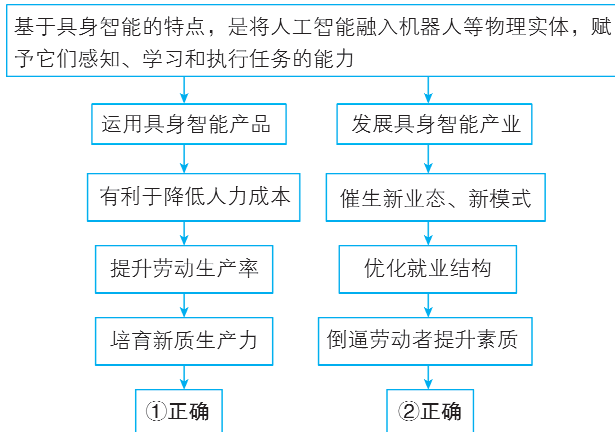 基于具身智能的特点，是将人工智能融入机器人等物理实体，赋
予它们感知、学习和执行任务的能力
运用具身智能产品
有利于降低人力成本
提升劳动生产率
培育新质生产力
①正确
发展具身智能产业
催生新业态、新模式
优化就业结构
倒逼劳动者提升素质
②正确